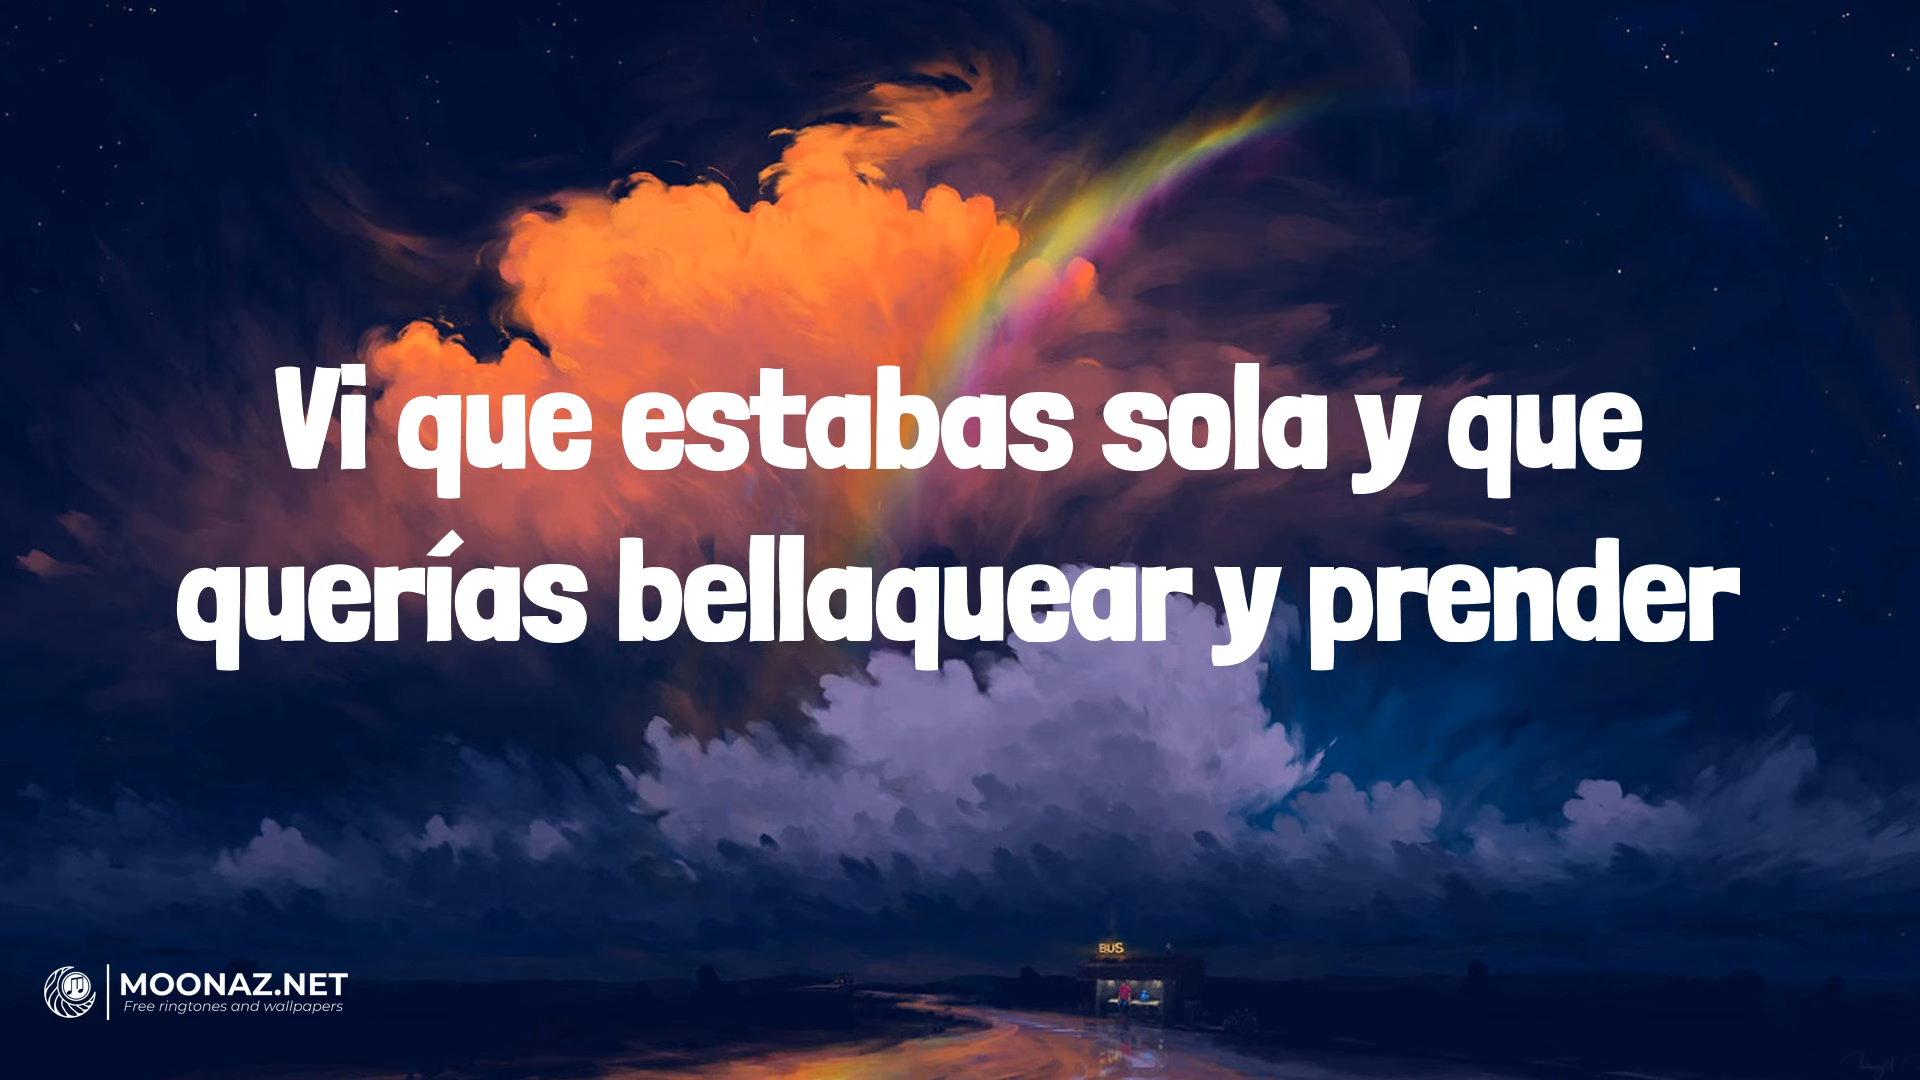 Vi que estabas sola y que
querías bellaquear y prender
BUS
MOONAZ.NET
Free ringtones and wallpapers